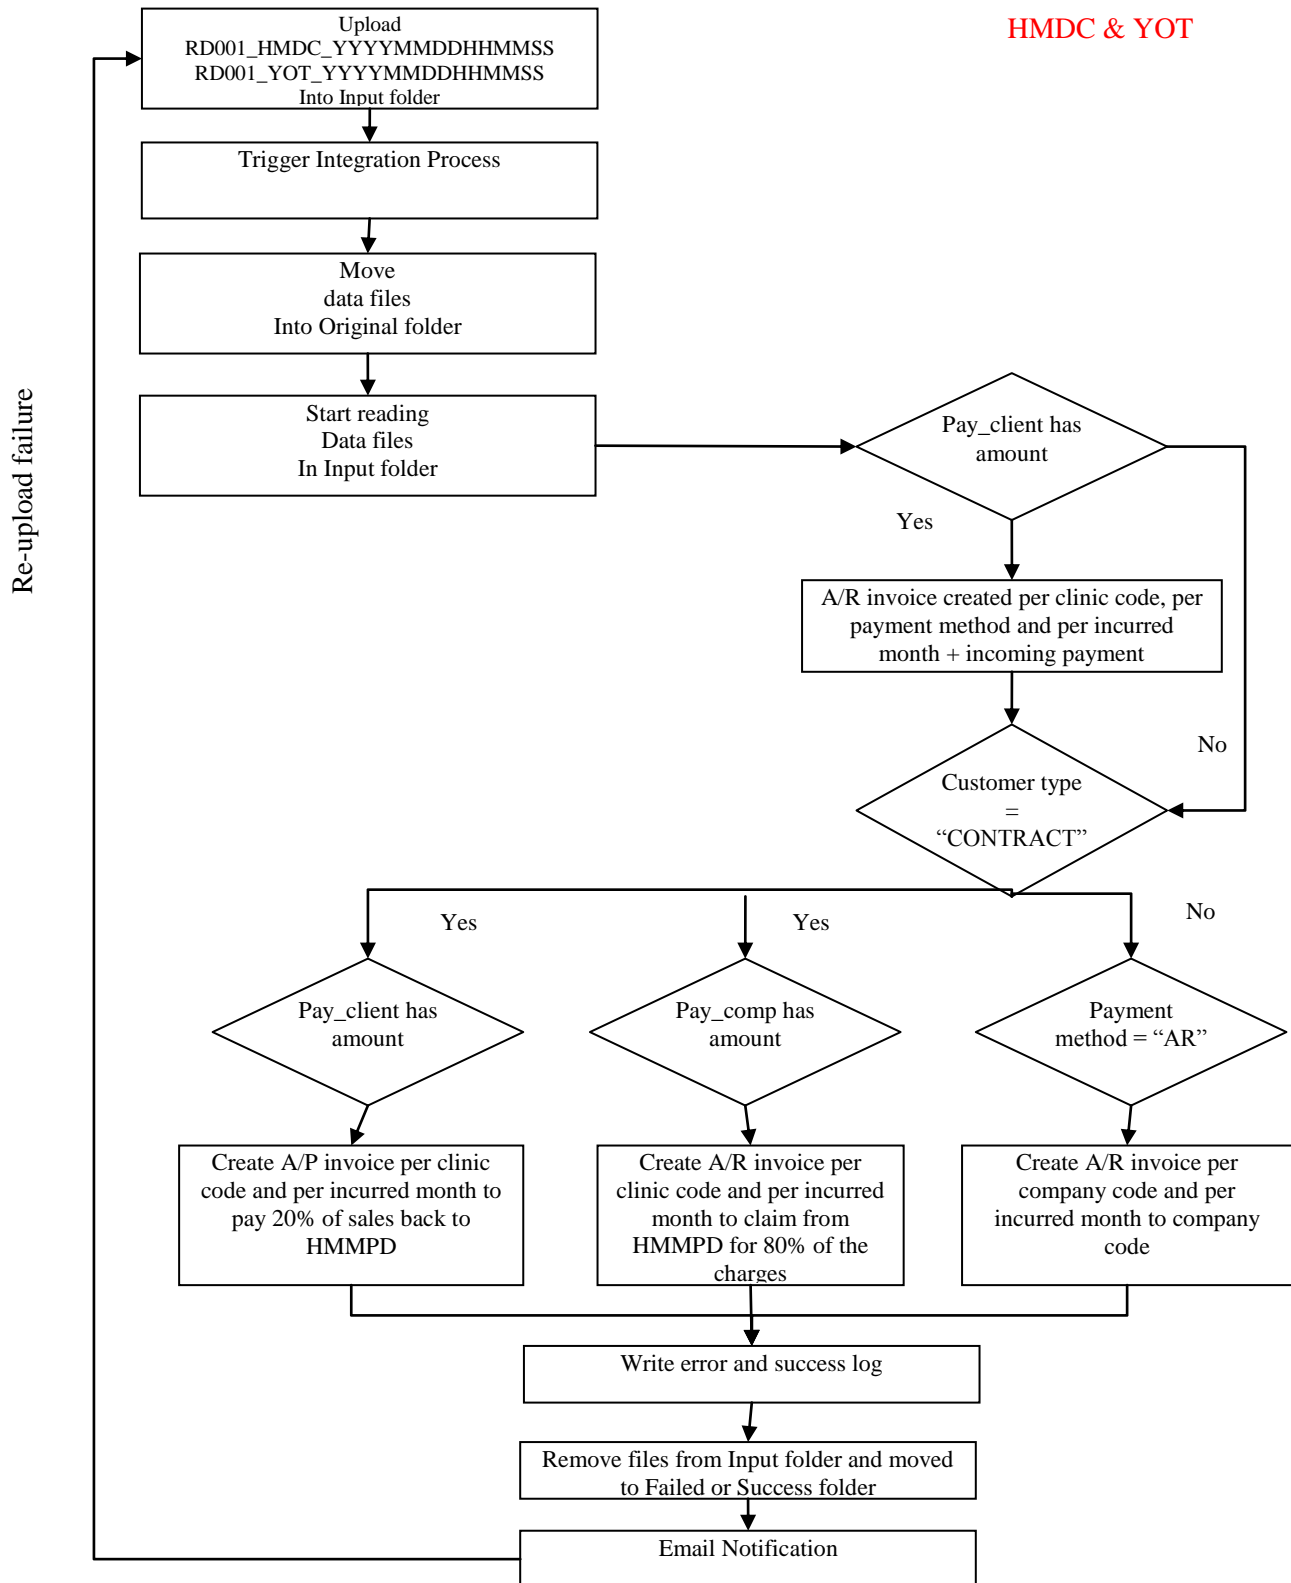 HMDC & YOT
Upload
RD001_HMDC_YYYYMMDDHHMMSS
RD001_YOT_YYYYMMDDHHMMSS
Into Input folder
Trigger Integration Process
Move
data files
Into Original folder
Start reading
Data files
In Input folder
Re-upload failure
Pay_client has
amount
Yes
A/R invoice created per clinic code, per
payment method and per incurred
month + incoming payment
No
Customer type
=
“CONTRACT”
Yes
Yes
No
Pay_client has
amount
Pay_comp has
amount
Payment
method = “AR”
Create A/P invoice per clinic
code and per incurred month to
pay 20% of sales back to
HMMPD
Create A/R invoice per
clinic code and per incurred
month to claim from
HMMPD for 80% of the
charges
Create A/R invoice per
company code and per
incurred month to company
code
Write error and success log
Remove files from Input folder and moved
to Failed or Success folder
Email Notification